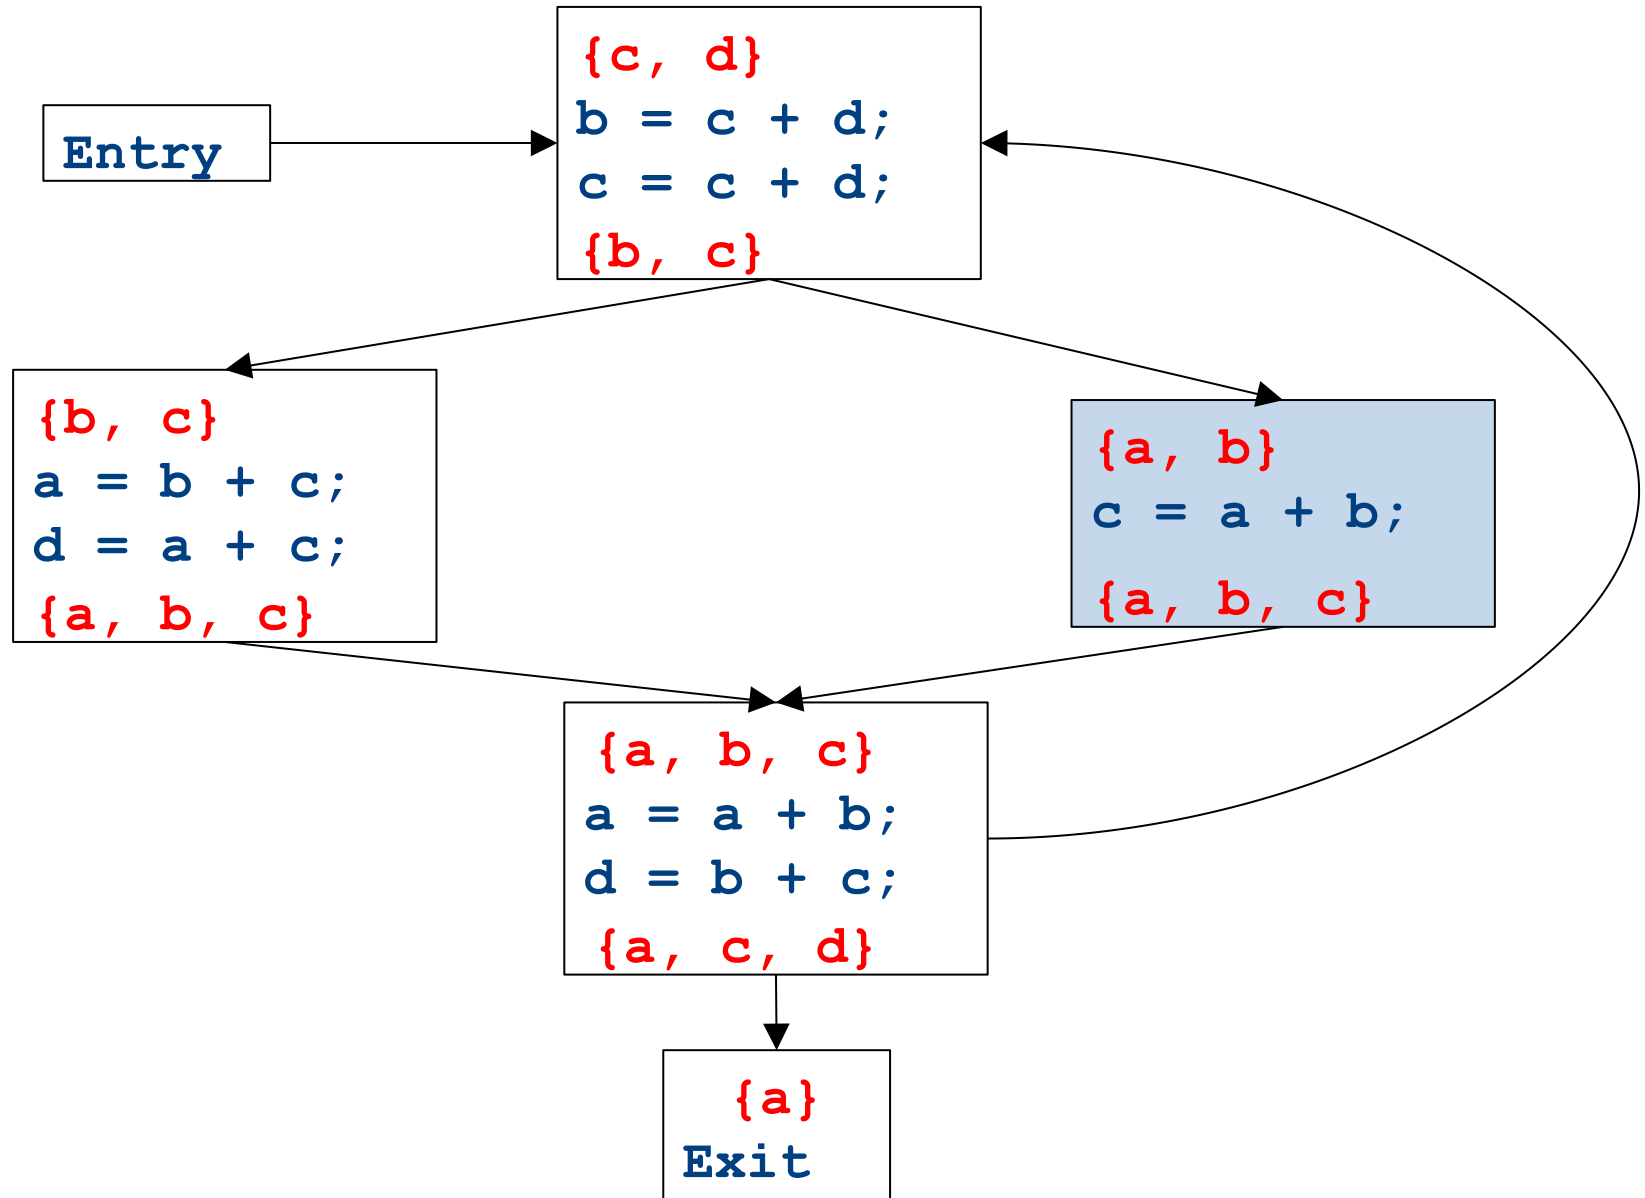 {c, d}
b = c + d;
c = c + d;
{b, c}
Entry
{b, c}
a = b + c;
d = a + c;
{a, b, c}
{a, b}
c = a + b;
{a, b, c}
{a, b, c}
a = a + b;
d = b + c;
{a, c, d}
{a}
Exit